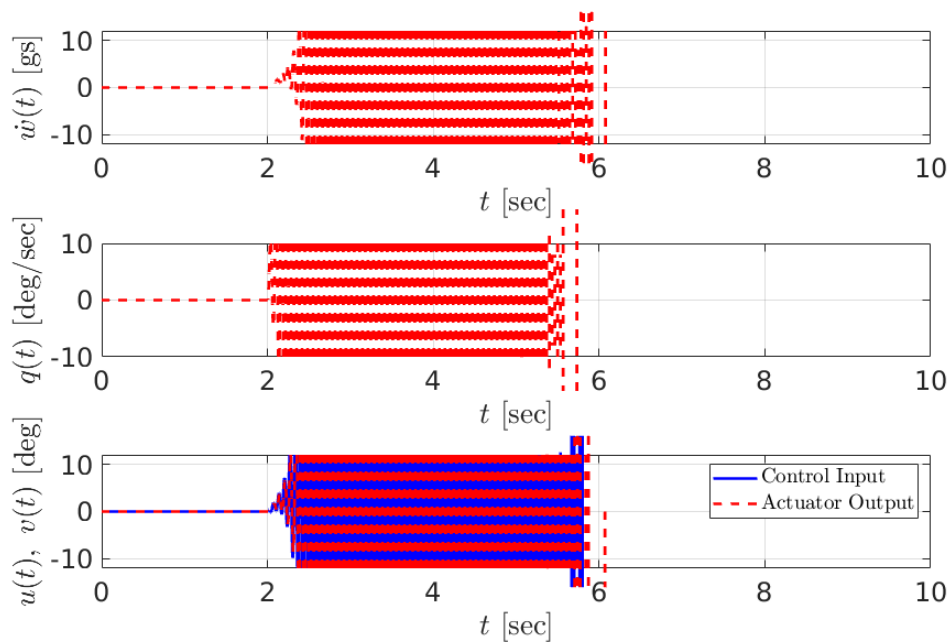 ẇ(t) [gs]
10
0
-10
0 2 4 6 8 10
t [sec]
q(t) [deg/sec]
10
0
-10
0 2 4 6 8 10
t [sec]
u(t), v(t) [deg]
10
0
-10
Control Input
Actuator Output
0 2 4 6 8 10
t [sec]